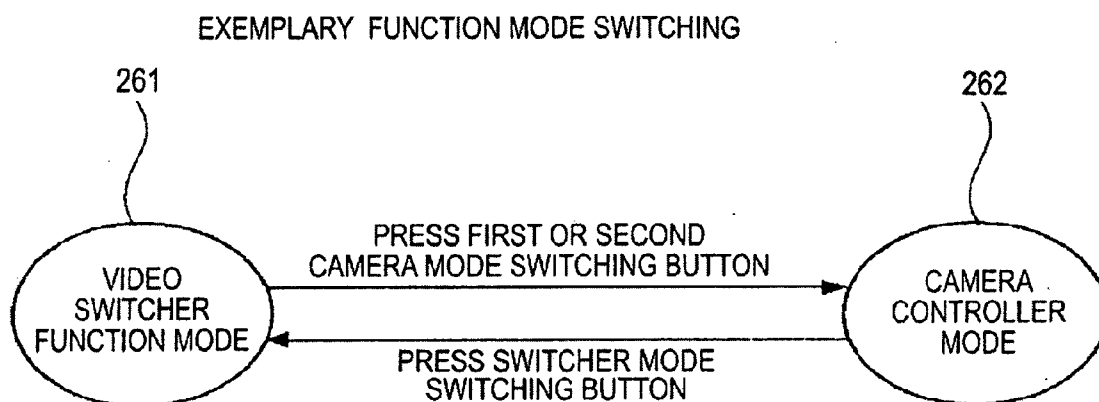 EXEMPLARY FUNCTION MODE SWITCHING
261
262
PRESS FIRST OR SECOND
CAMERA MODE SWITCHING BUTTON
VIDEO
SWITCHER
FUNCTION MODE
CAMERA
CONTROLLER
MODE
PRESS SWITCHER MODE
SWITCHING BUTTON